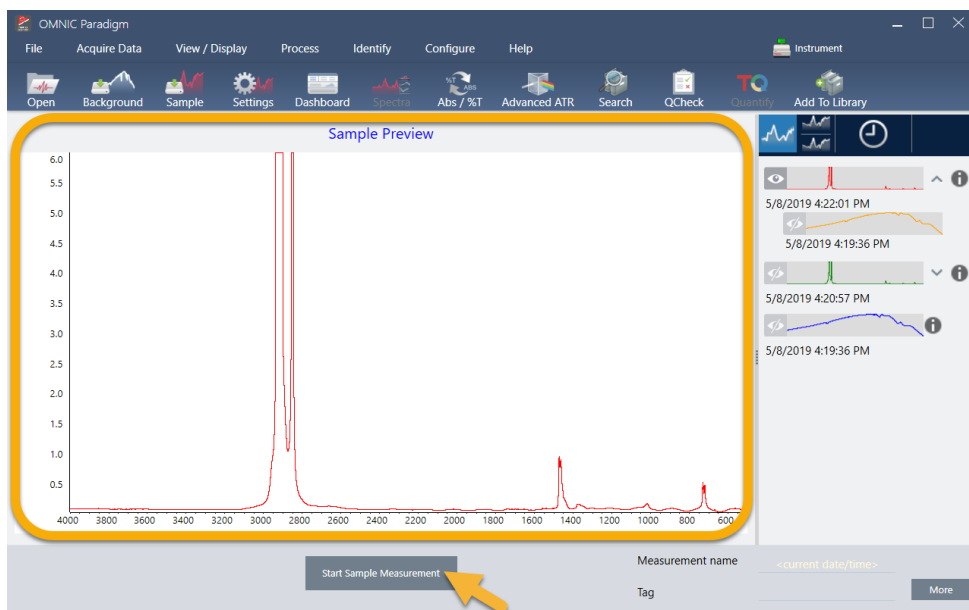 OMNIC Paradigm
File Acquire Data View / Display Process Identify Configure Help Instrument
%T ABS
Open Background Sample Settings Dashboard Spectra Abs / %T Advanced ATR Search QCheck TQ Quantify Add To Library
Sample Preview
6.0
5.5
5.0
4.5
4.0
3.5
3.0
2.5
2.0
1.5
1.0
0.5
4000 3800 3600 3400 3200 3000 2800 2600 2400 2200 2000 1800 1600 1400 1200 1000 800 600
5/8/2019 4:22:01 PM
5/8/2019 4:19:36 PM
5/8/2019 4:20:57 PM
5/8/2019 4:19:36 PM
Start Sample Measurement
Measurement name <current date/time>
Tag
More